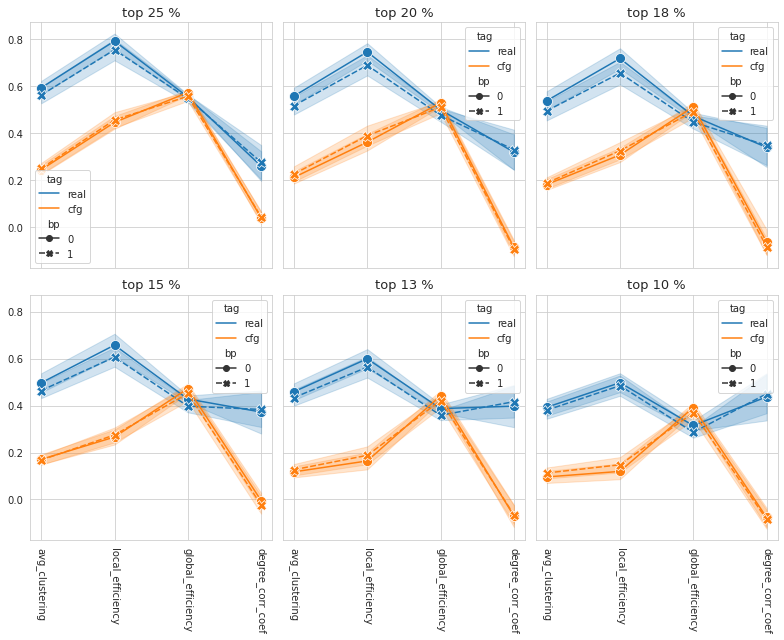 top 25 %
top 20 %
top 18 %
0.8
0.6
0.4
0.2
0.0
tag
real
cfg
bp
0
1
tag
real
cfg
bp
0
1
tag
real
cfg
bp
0
1
top 15 %
top 13 %
top 10 %
0.8
0.6
0.4
0.2
0.0
tag
real
cfg
bp
0
1
tag
real
cfg
bp
0
1
tag
real
cfg
bp
0
1
avg_clustering
local_efficiency
global_efficiency
degree_corr_coef
avg_clustering
local_efficiency
global_efficiency
degree_corr_coef
avg_clustering
local_efficiency
global_efficiency
degree_corr_coef